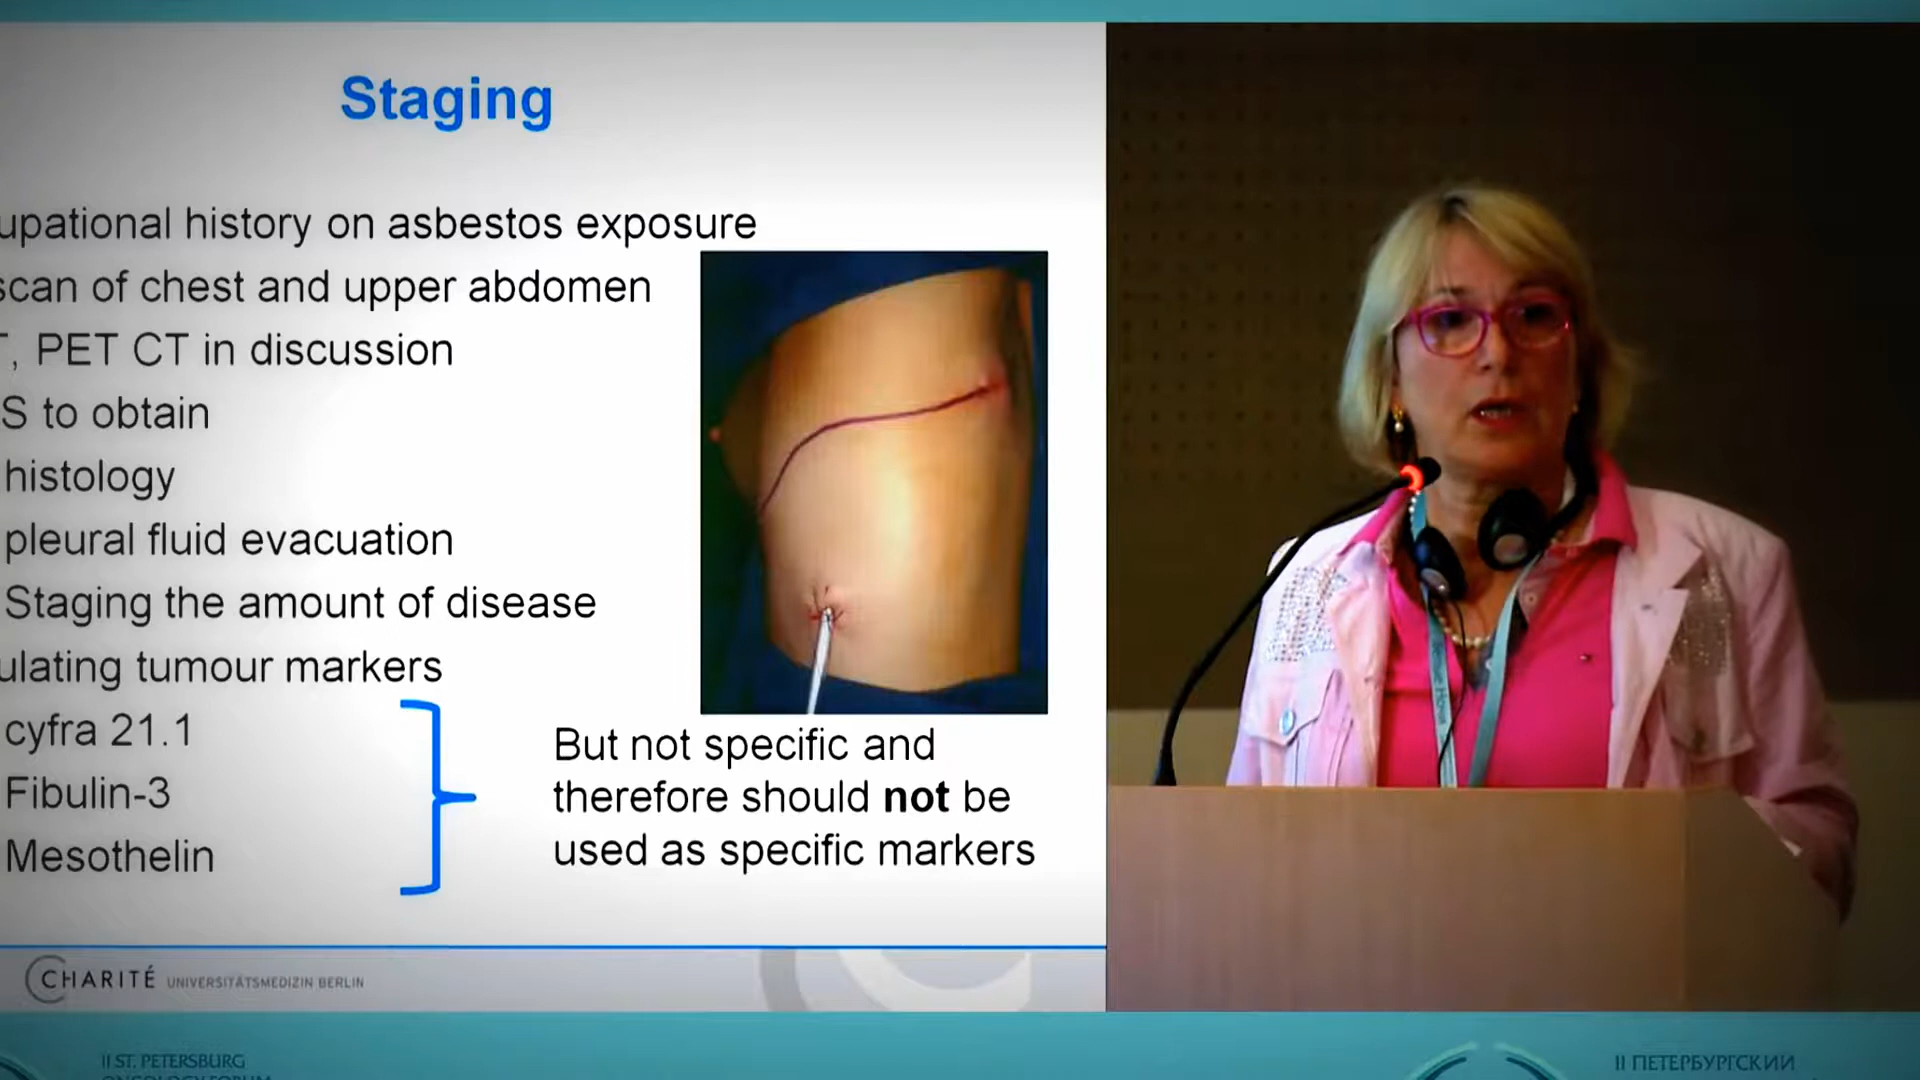 Staging
upational history on asbestos exposure
scan of chest and upper abdomen
, PET CT in discussion
S to obtain
histology
pleural fluid evacuation
Staging the amount of disease
ulating tumour markers
cyfra 21.1
Fibulin-3
Mesothelin
But not specific and
therefore should not be
used as specific markers
CHARITÉ UNIVERSITÄTSMEDIZIN BERLIN
II ST. PETERSBURG
ONCOLOGY FORUM
II ПЕТЕРБУРГСКИЙ